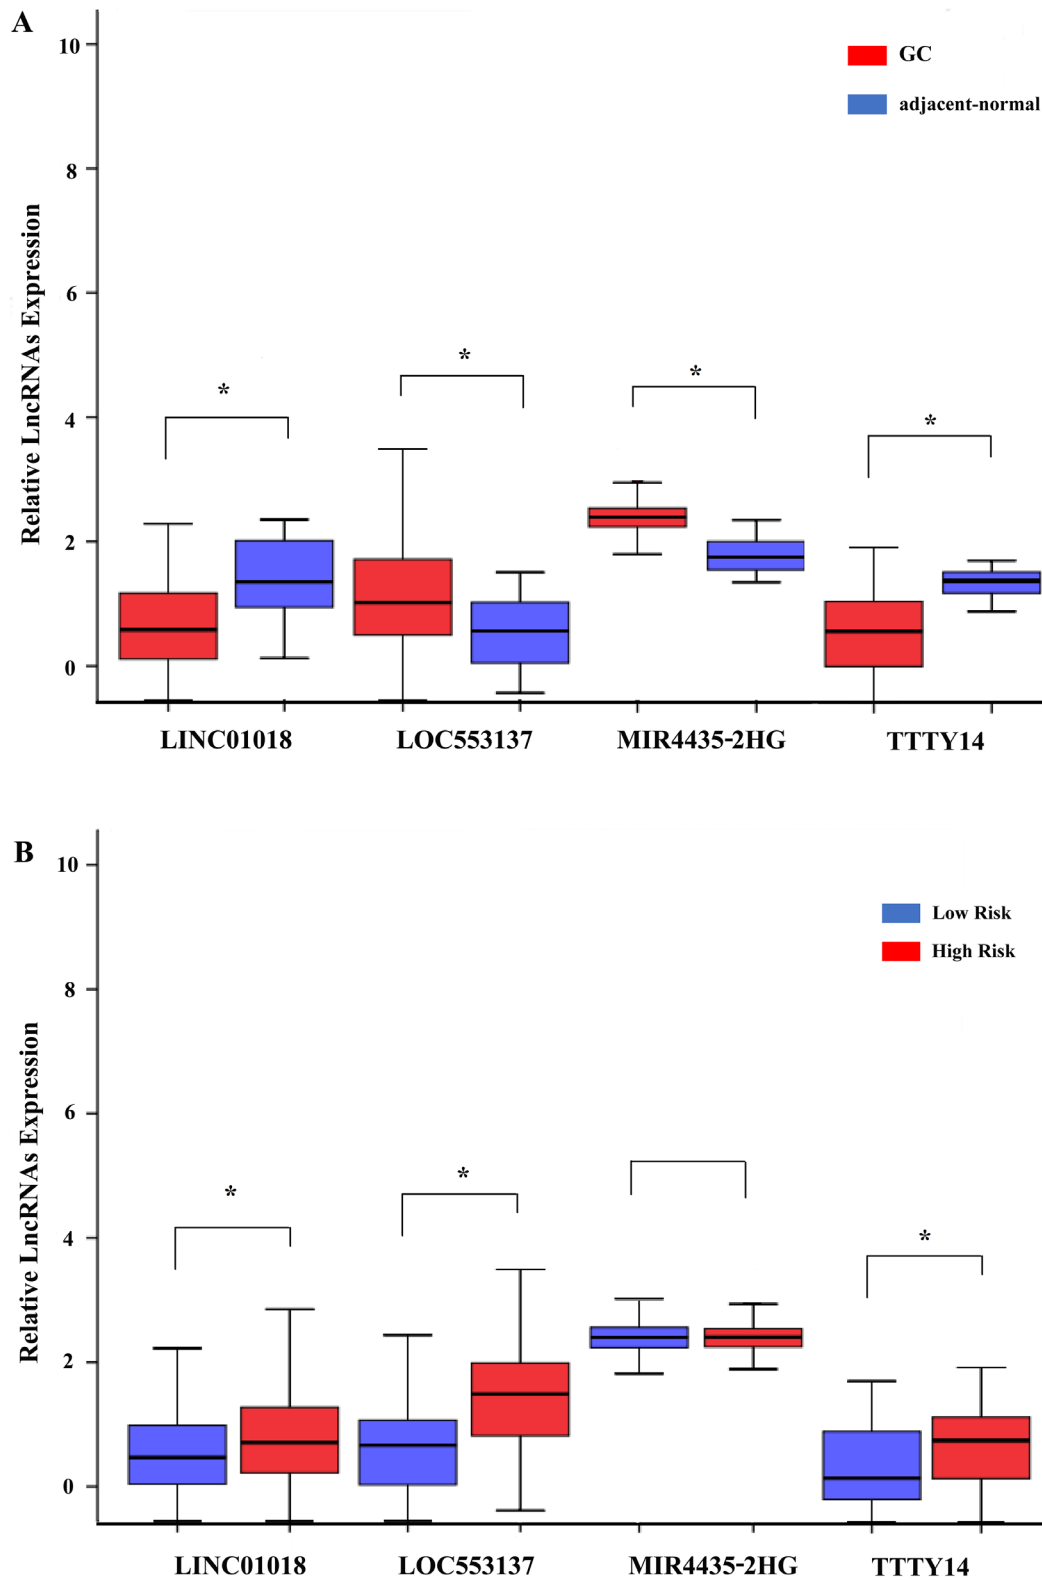 A
GC
adjacent-normal
Relative LncRNAs Expression
10
8
6
4
2
0
*
*
*
*
LINC01018 LOC553137 MIR4435-2HG TTTY14
B
Low Risk
High Risk
Relative LncRNAs Expression
10
8
6
4
2
0
*
*
*
LINC01018 LOC553137 MIR4435-2HG TTTY14